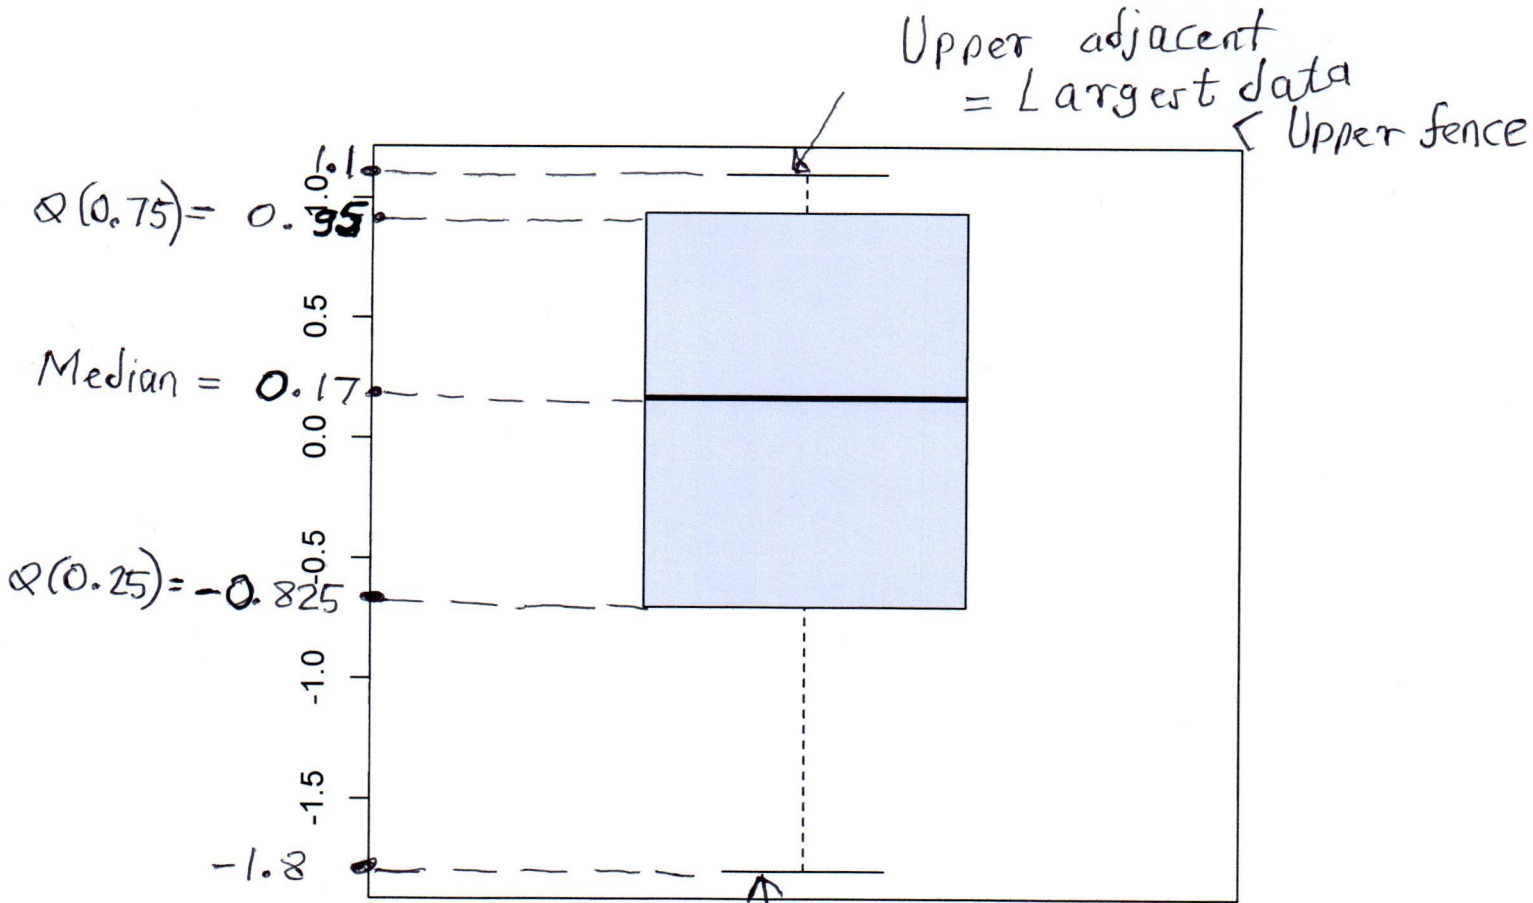 Upper adjacent
= Largest data
< Upper fence
1.1
1.0
Q(0.75)= 0.95
0.5
Median = 0.17
0.0
-0.5
Q(0.25)=-0.825
-1.0
-1.5
-1.8